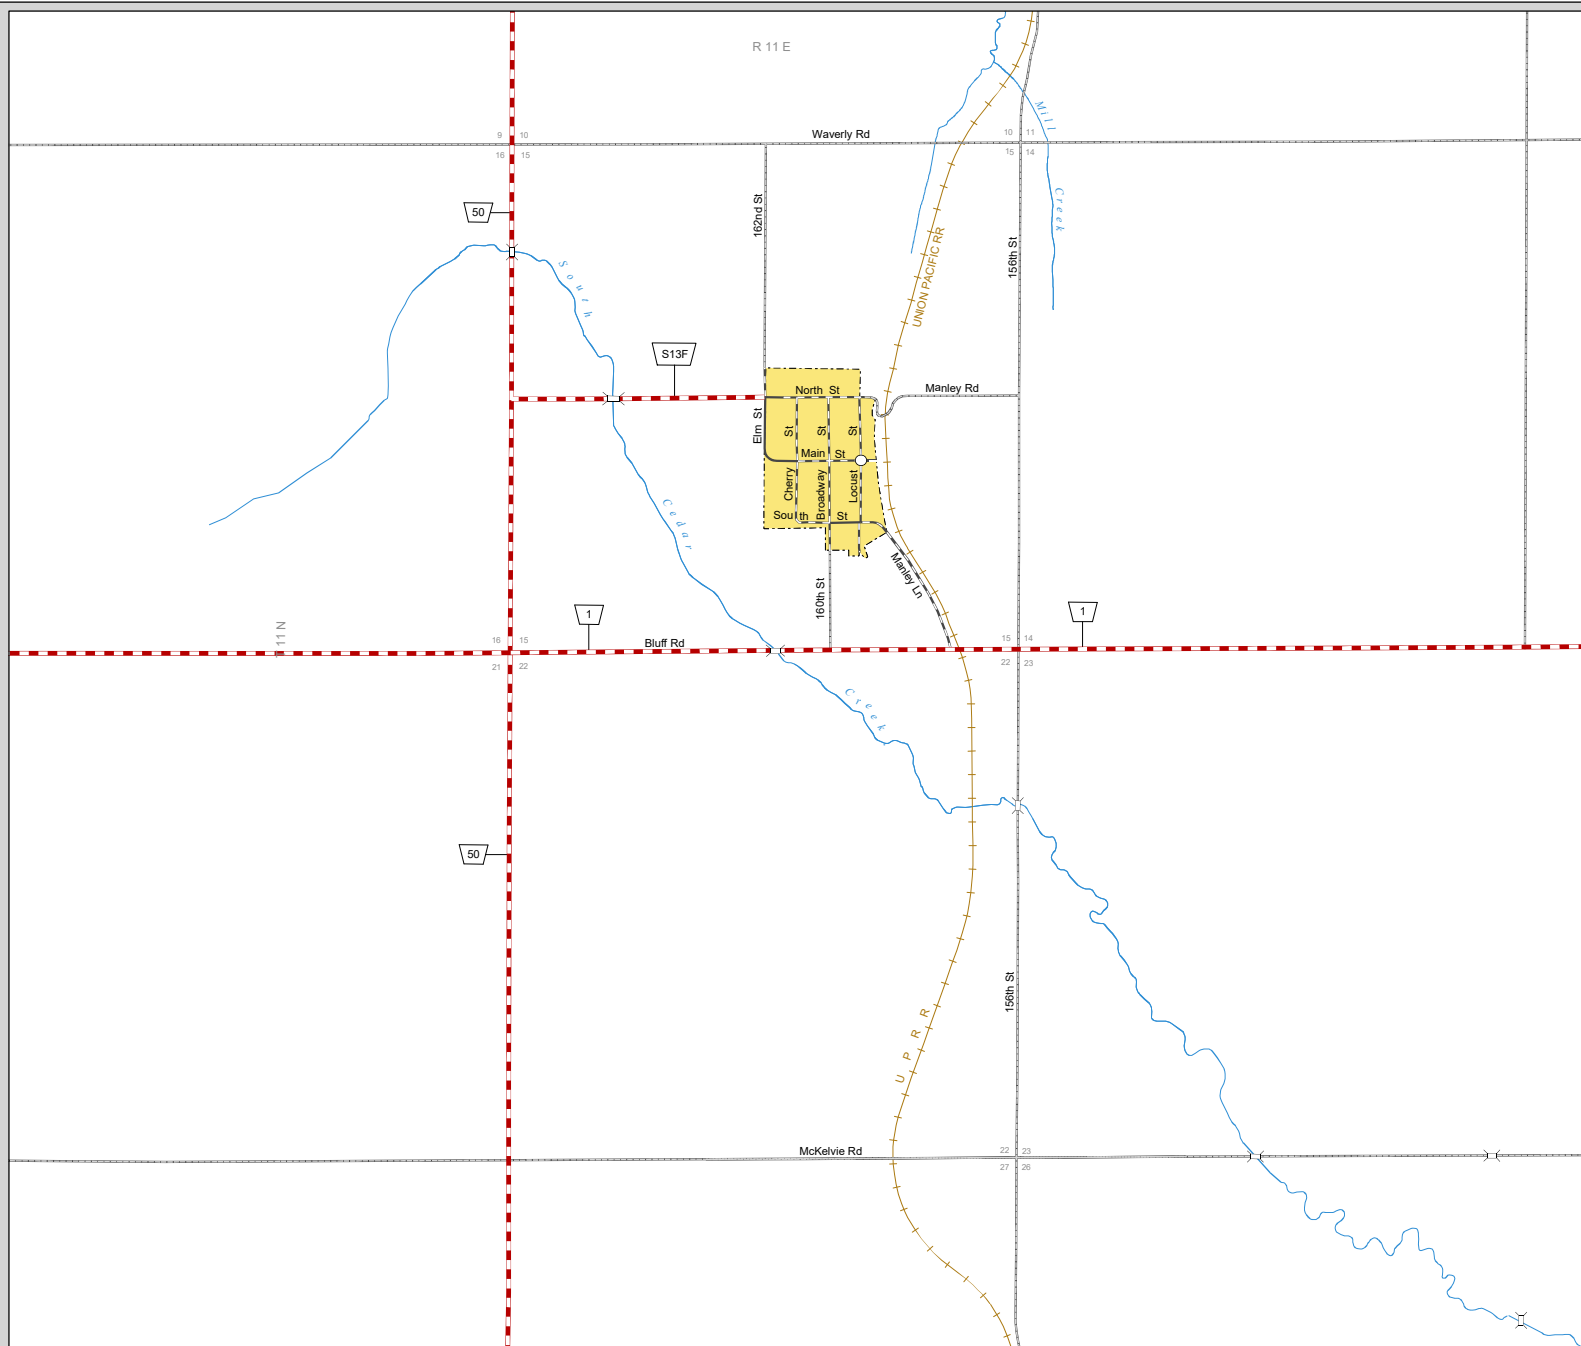 R 11 E
Mill
Waverly Rd
9 10
16 15
10 11
15 14
50
162nd St
Creek
156th St
UNION PACIFIC RR
South
S13F
North St
Manley Rd
Elm St
St
St
St
Main St
Cherry
Broadway
Locust
South St
Cedar
Manley Ln
160th St
1
1
11 N
16 15
21 22
Bluff Rd
15 14
22 23
Creek
50
156th St
U P R R
McKelvie Rd
22 23
27 26